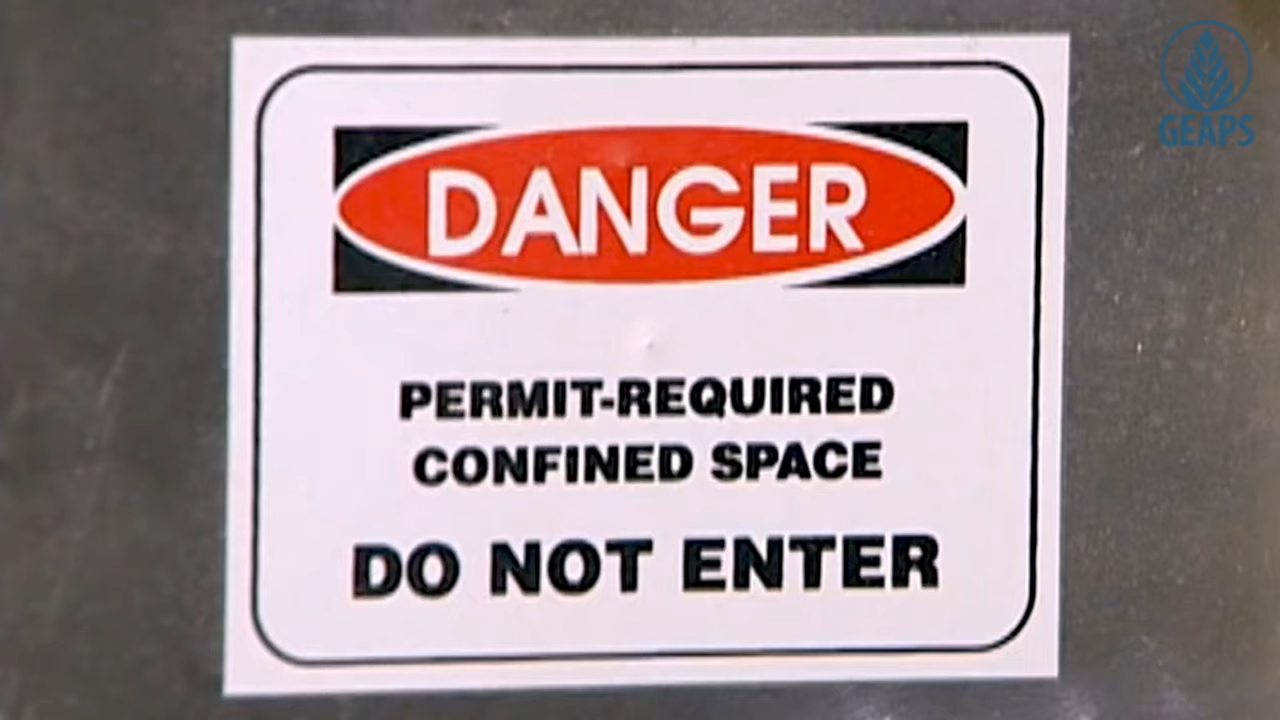 GEAPS
DANGER
PERMIT-REQUIRED
CONFINED SPACE
DO NOT ENTER